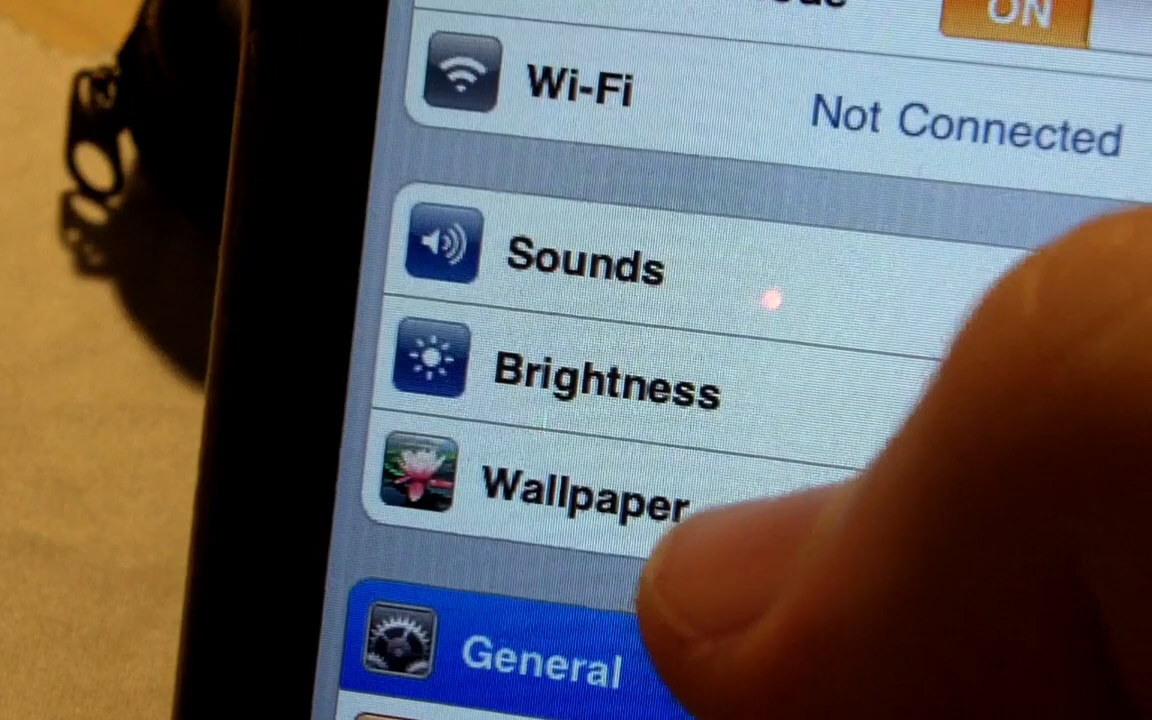 ON
Wi-Fi
Not Connected
Sounds
Brightness
Wallpaper
General